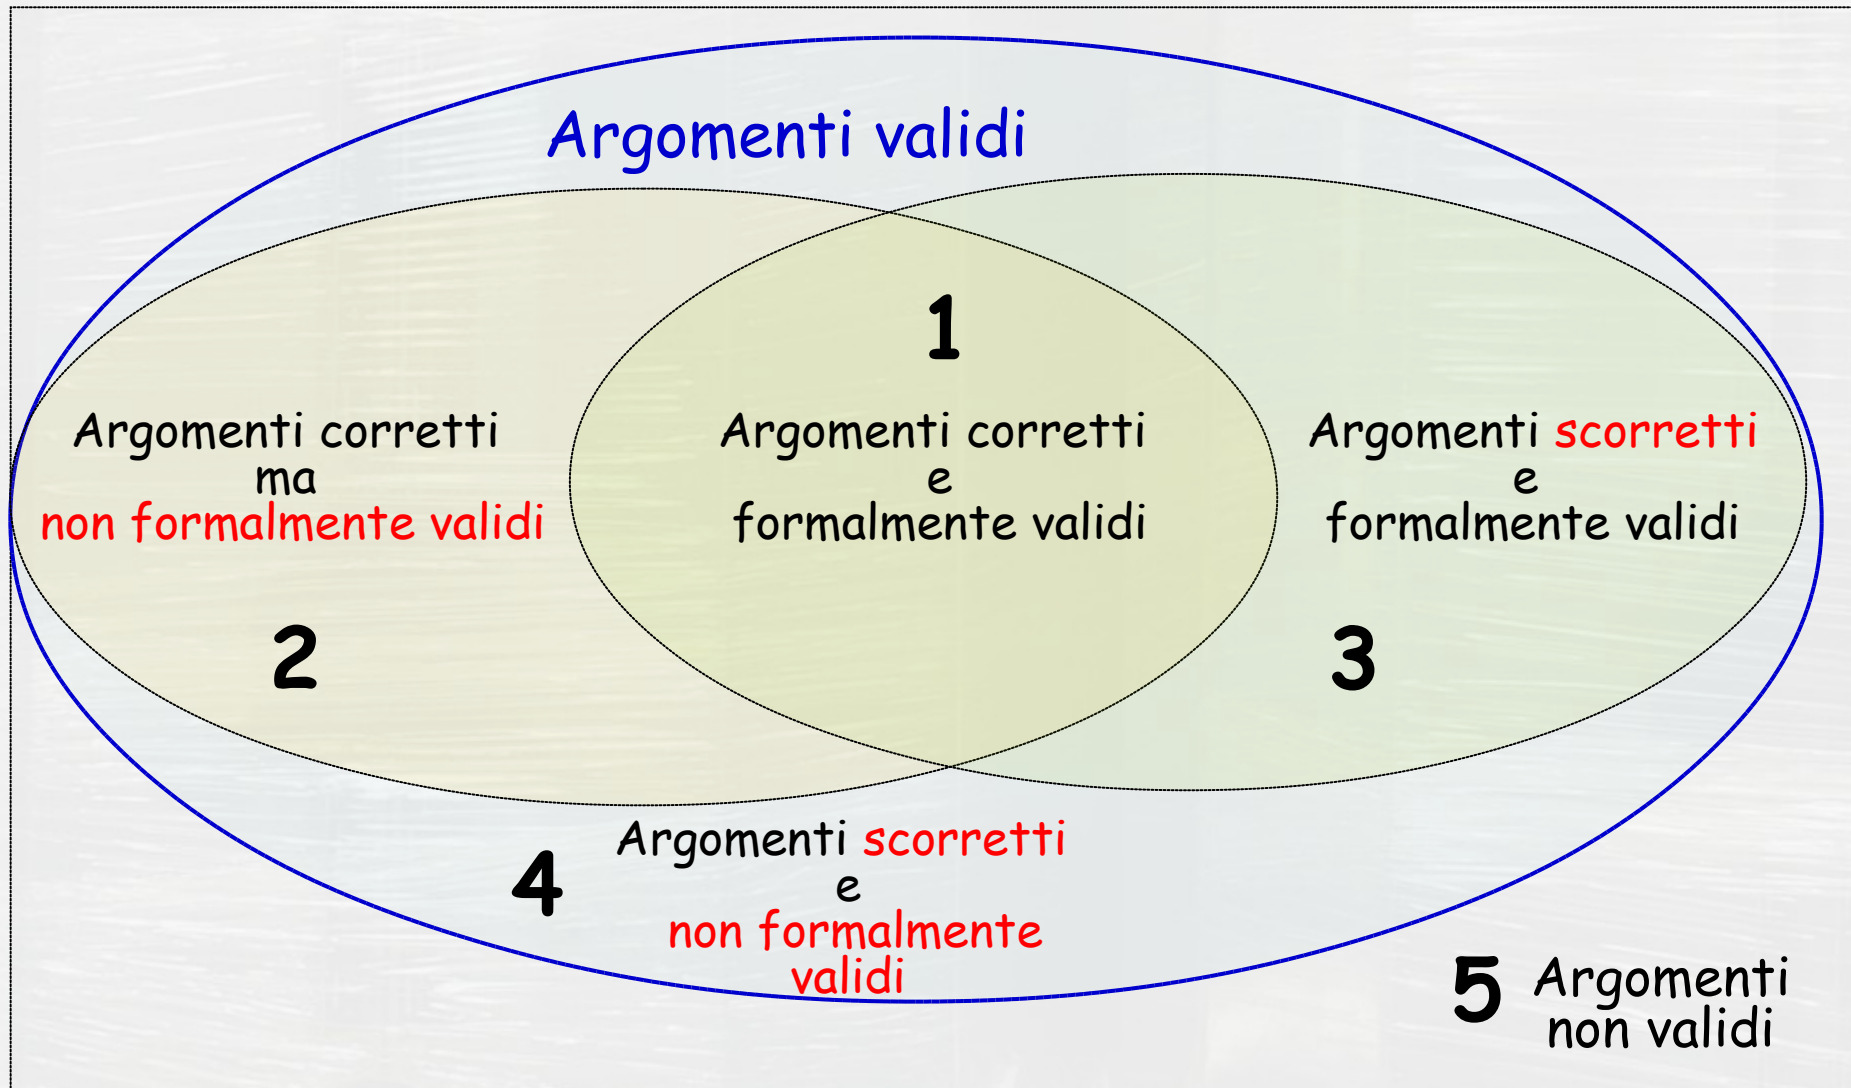 Argomenti validi
1
Argomenti corretti
ma
non formalmente validi
2
Argomenti corretti
e
formalmente validi
Argomenti scorretti
e
formalmente validi
3
4
Argomenti scorretti
e
non formalmente
validi
5
Argomenti
non validi